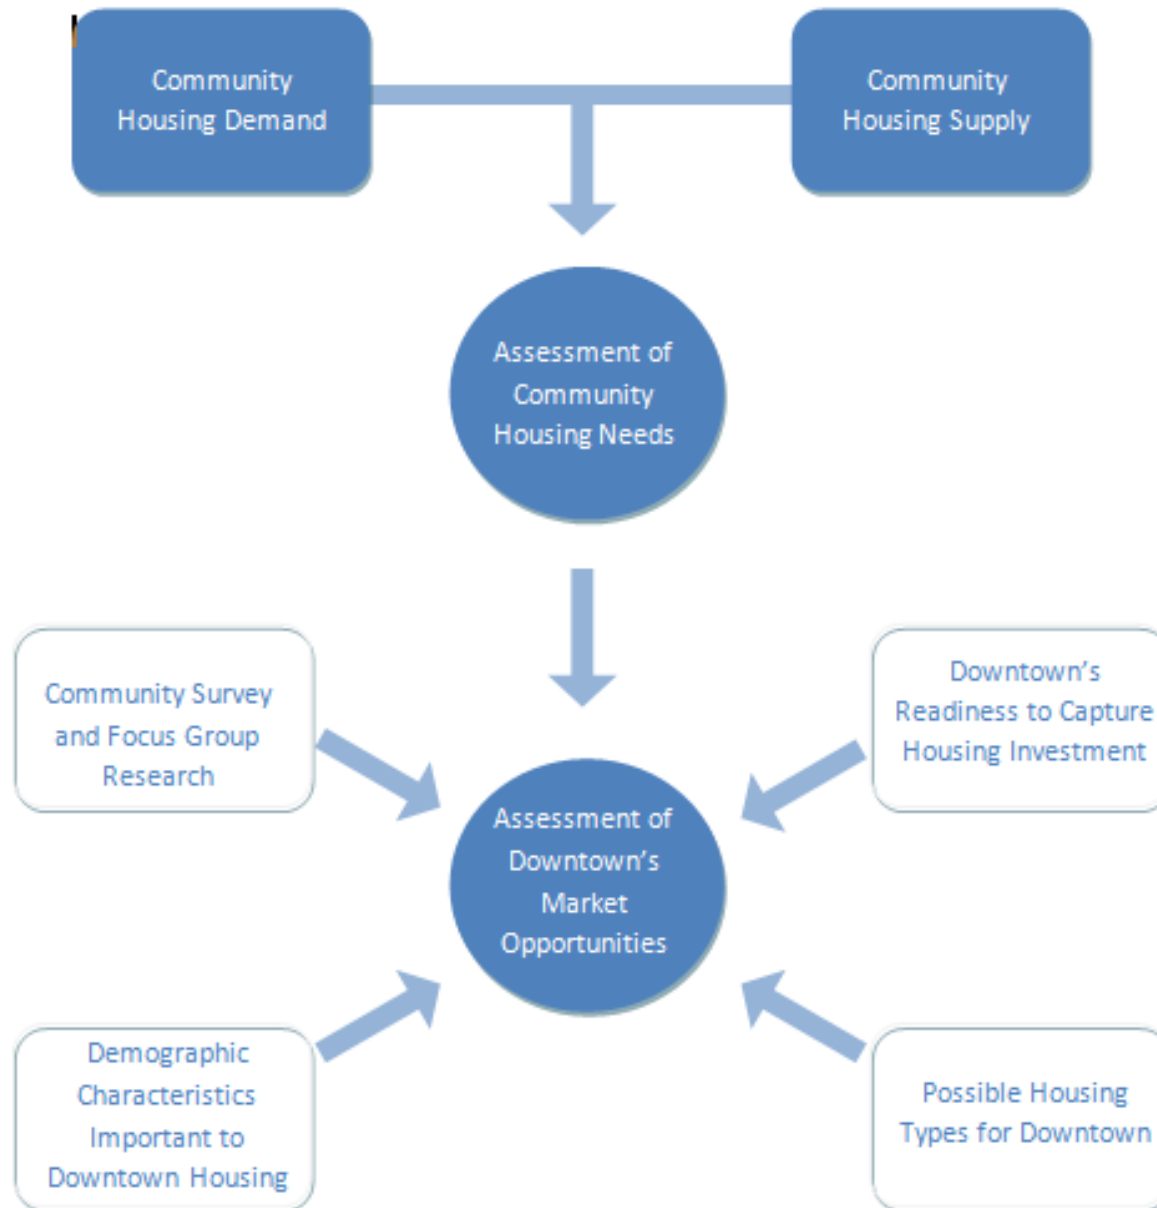 Community
Housing Demand
Community
Housing Supply
Assessment of
Community
Housing Needs
Community Survey
and Focus Group
Research
Downtown’s
Readiness to Capture
Housing Investment
Assessment of
Downtown’s
Market
Opportunities
Demographic
Characteristics
Important to
Downtown Housing
Possible Housing
Types for Downtown